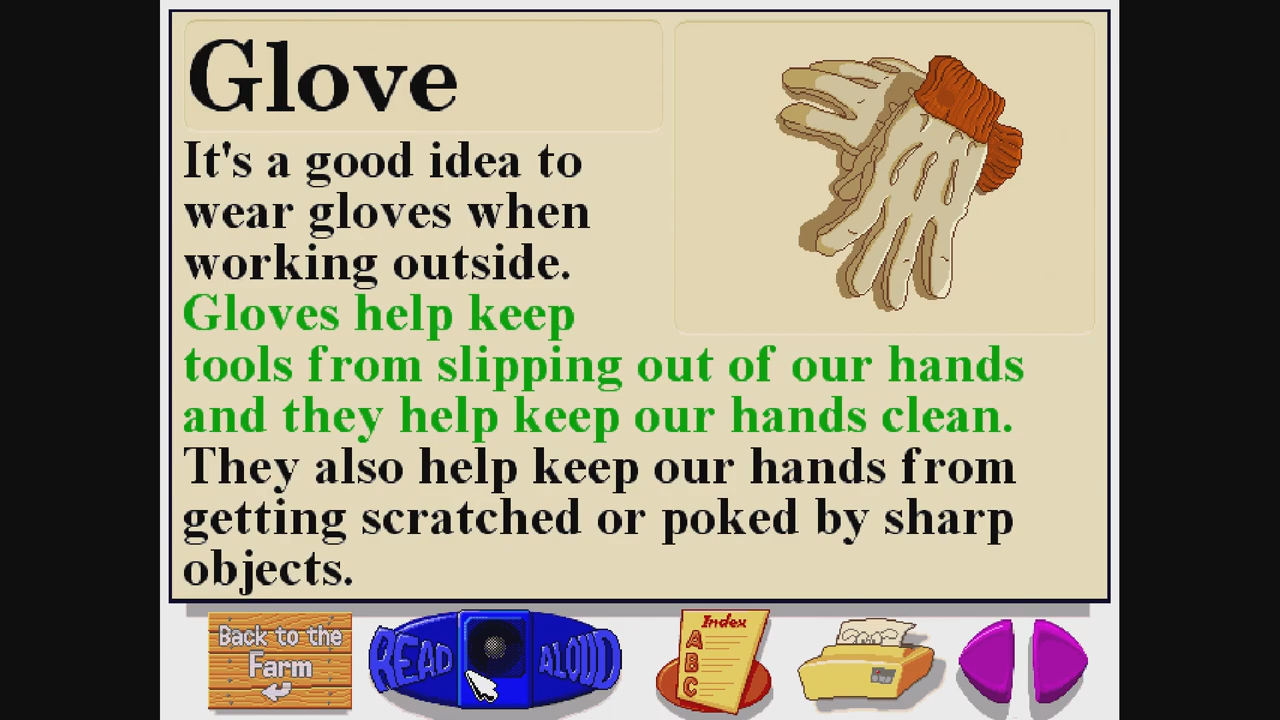 Glove
It's a good idea to
wear gloves when
working outside.
Gloves help keep
tools from slipping out of our hands
and they help keep our hands clean.
They also help keep our hands from
getting scratched or poked by sharp
objects.
Back to the
Farm
READ ALOUD
Index
A
B
C